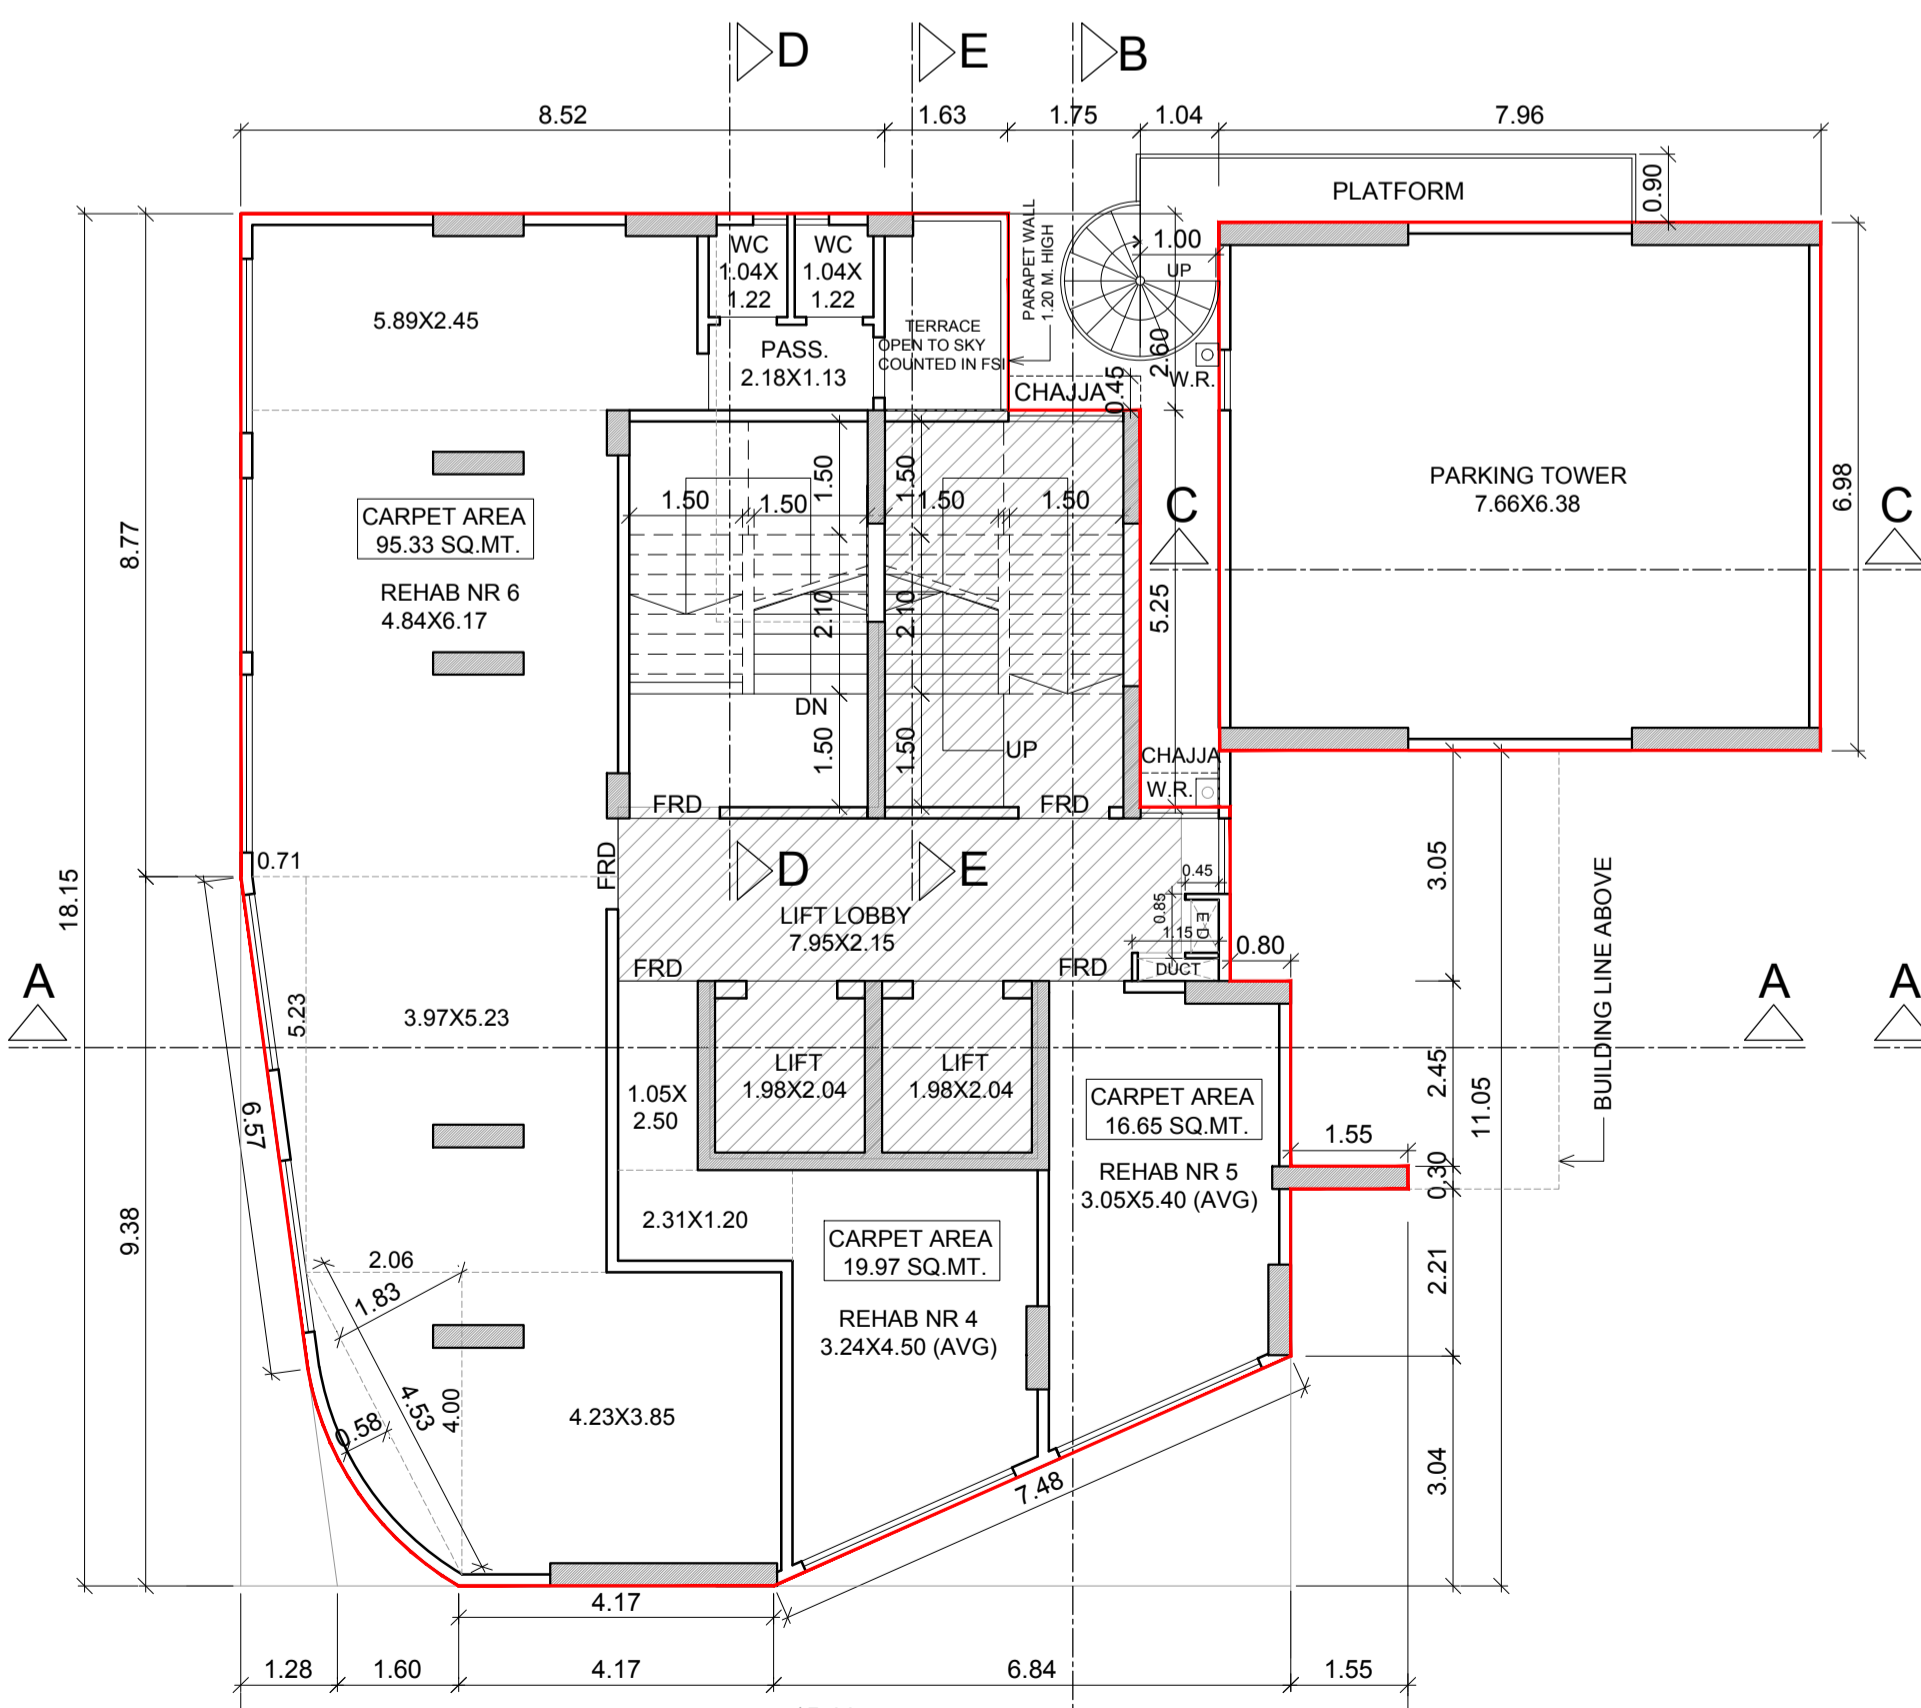 D
E
B
8.52
1.63
1.75
1.04
7.96
PLATFORM
0.90
WC
1.04X
1.22
WC
1.04X
1.22
PARAPET WALL
1.20 M. HIGH
1.00
UP
5.89X2.45
TERRACE
OPEN TO SKY
COUNTED IN FSI
PASS.
2.18X1.13
2.60
W.R.
CHAJJA
0.45
1.50
1.50
1.50
1.50
1.50
1.50
PARKING TOWER
7.66X6.38
6.98
C
C
CARPET AREA
95.33 SQ.MT.
8.77
REHAB NR 6
4.84X6.17
2.10
2.10
5.25
DN
1.50
1.50
UP
CHAJJA
W.R.
FRD
FRD
FRD
0.71
D
E
0.45
3.05
BUILDING LINE ABOVE
18.15
LIFT LOBBY
7.95X2.15
0.85
E.D
1.15
0.80
FRD
FRD
DUCT
A
A
A
5.23
3.97X5.23
LIFT
1.98X2.04
LIFT
1.98X2.04
2.45
11.05
6.57
1.05X
2.50
CARPET AREA
16.65 SQ.MT.
1.55
0.30
REHAB NR 5
3.05X5.40 (AVG)
9.38
2.31X1.20
CARPET AREA
19.97 SQ.MT.
2.21
2.06
1.83
REHAB NR 4
3.24X4.50 (AVG)
4.53
4.00
0.58
4.23X3.85
3.04
7.48
4.17
1.28
1.60
4.17
6.84
1.55